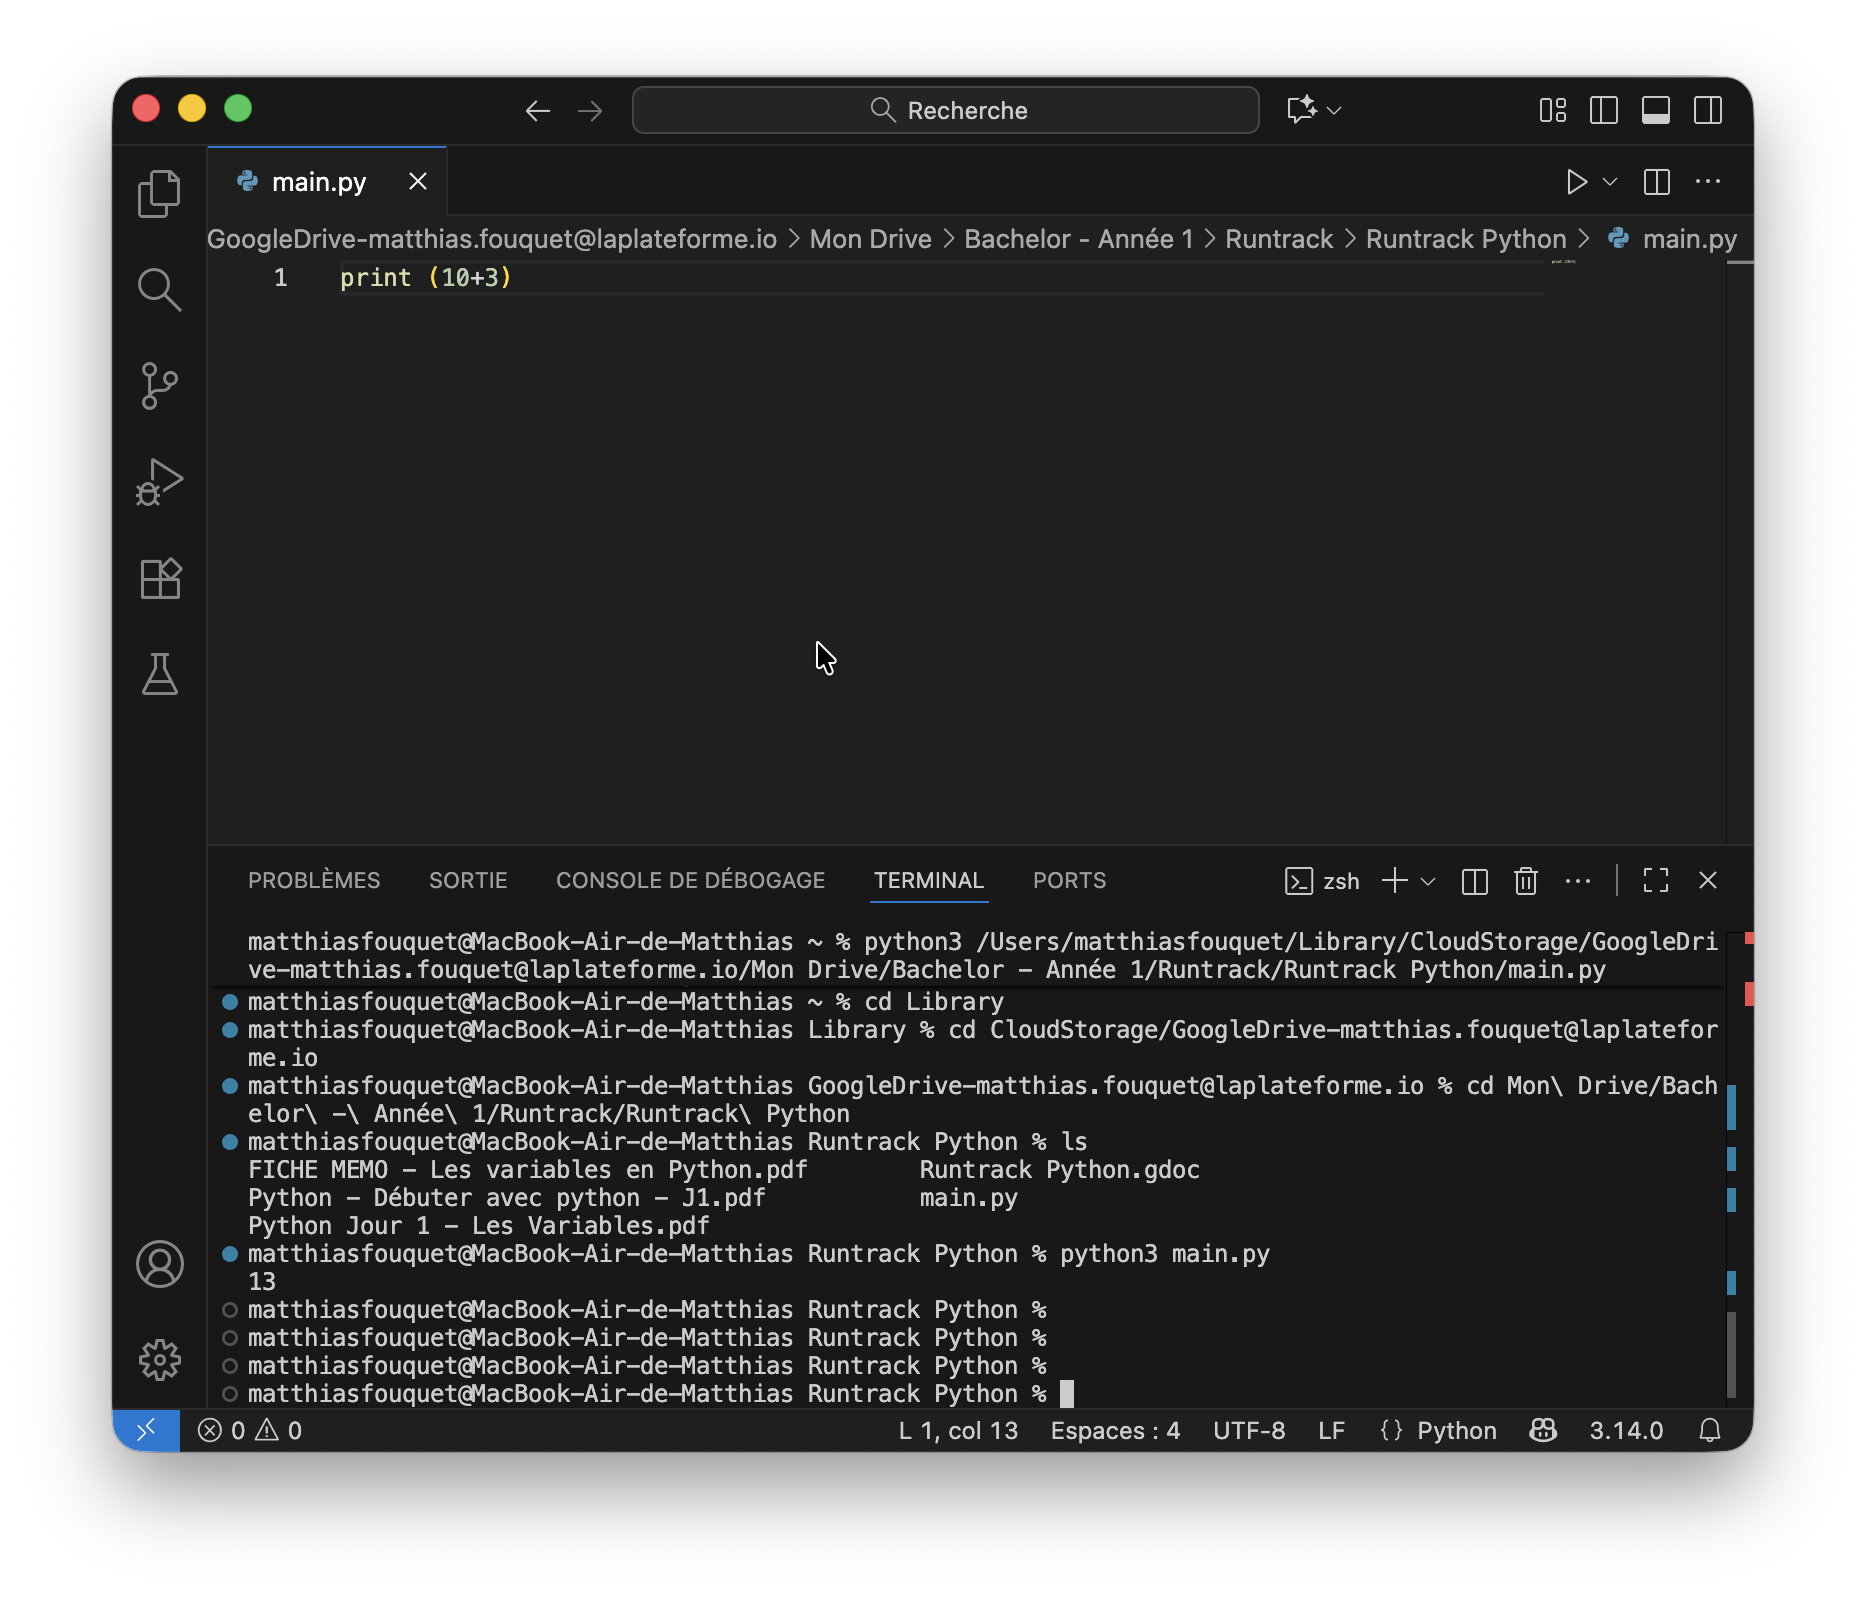 Recherche
main.py
GoogleDrive-matthias.fouquet@laplateforme.io > Mon Drive > Bachelor - Année 1 > Runtrack > Runtrack Python > main.py
1 print (10+3)
PROBLÈMES SORTIE CONSOLE DE DÉBOGAGE TERMINAL PORTS zsh
matthiasfouquet@MacBook-Air-de-Matthias ~ % python3 /Users/matthiasfouquet/Library/CloudStorage/GoogleDri
ve-matthias.fouquet@laplateforme.io/Mon Drive/Bachelor - Année 1/Runtrack/Runtrack Python/main.py
matthiasfouquet@MacBook-Air-de-Matthias ~ % cd Library
matthiasfouquet@MacBook-Air-de-Matthias Library % cd CloudStorage/GoogleDrive-matthias.fouquet@laplatefor
me.io
matthiasfouquet@MacBook-Air-de-Matthias GoogleDrive-matthias.fouquet@laplateforme.io % cd Mon\ Drive/Bach
elor\ -\ Année\ 1/Runtrack/Runtrack\ Python
matthiasfouquet@MacBook-Air-de-Matthias Runtrack Python % ls
FICHE MEMO - Les variables en Python.pdf Runtrack Python.gdoc
Python - Débuter avec python - J1.pdf main.py
Python Jour 1 - Les Variables.pdf
matthiasfouquet@MacBook-Air-de-Matthias Runtrack Python % python3 main.py
13
matthiasfouquet@MacBook-Air-de-Matthias Runtrack Python %
matthiasfouquet@MacBook-Air-de-Matthias Runtrack Python %
matthiasfouquet@MacBook-Air-de-Matthias Runtrack Python %
matthiasfouquet@MacBook-Air-de-Matthias Runtrack Python %
0 0 L 1, col 13 Espaces : 4 UTF-8 LF {} Python 3.14.0